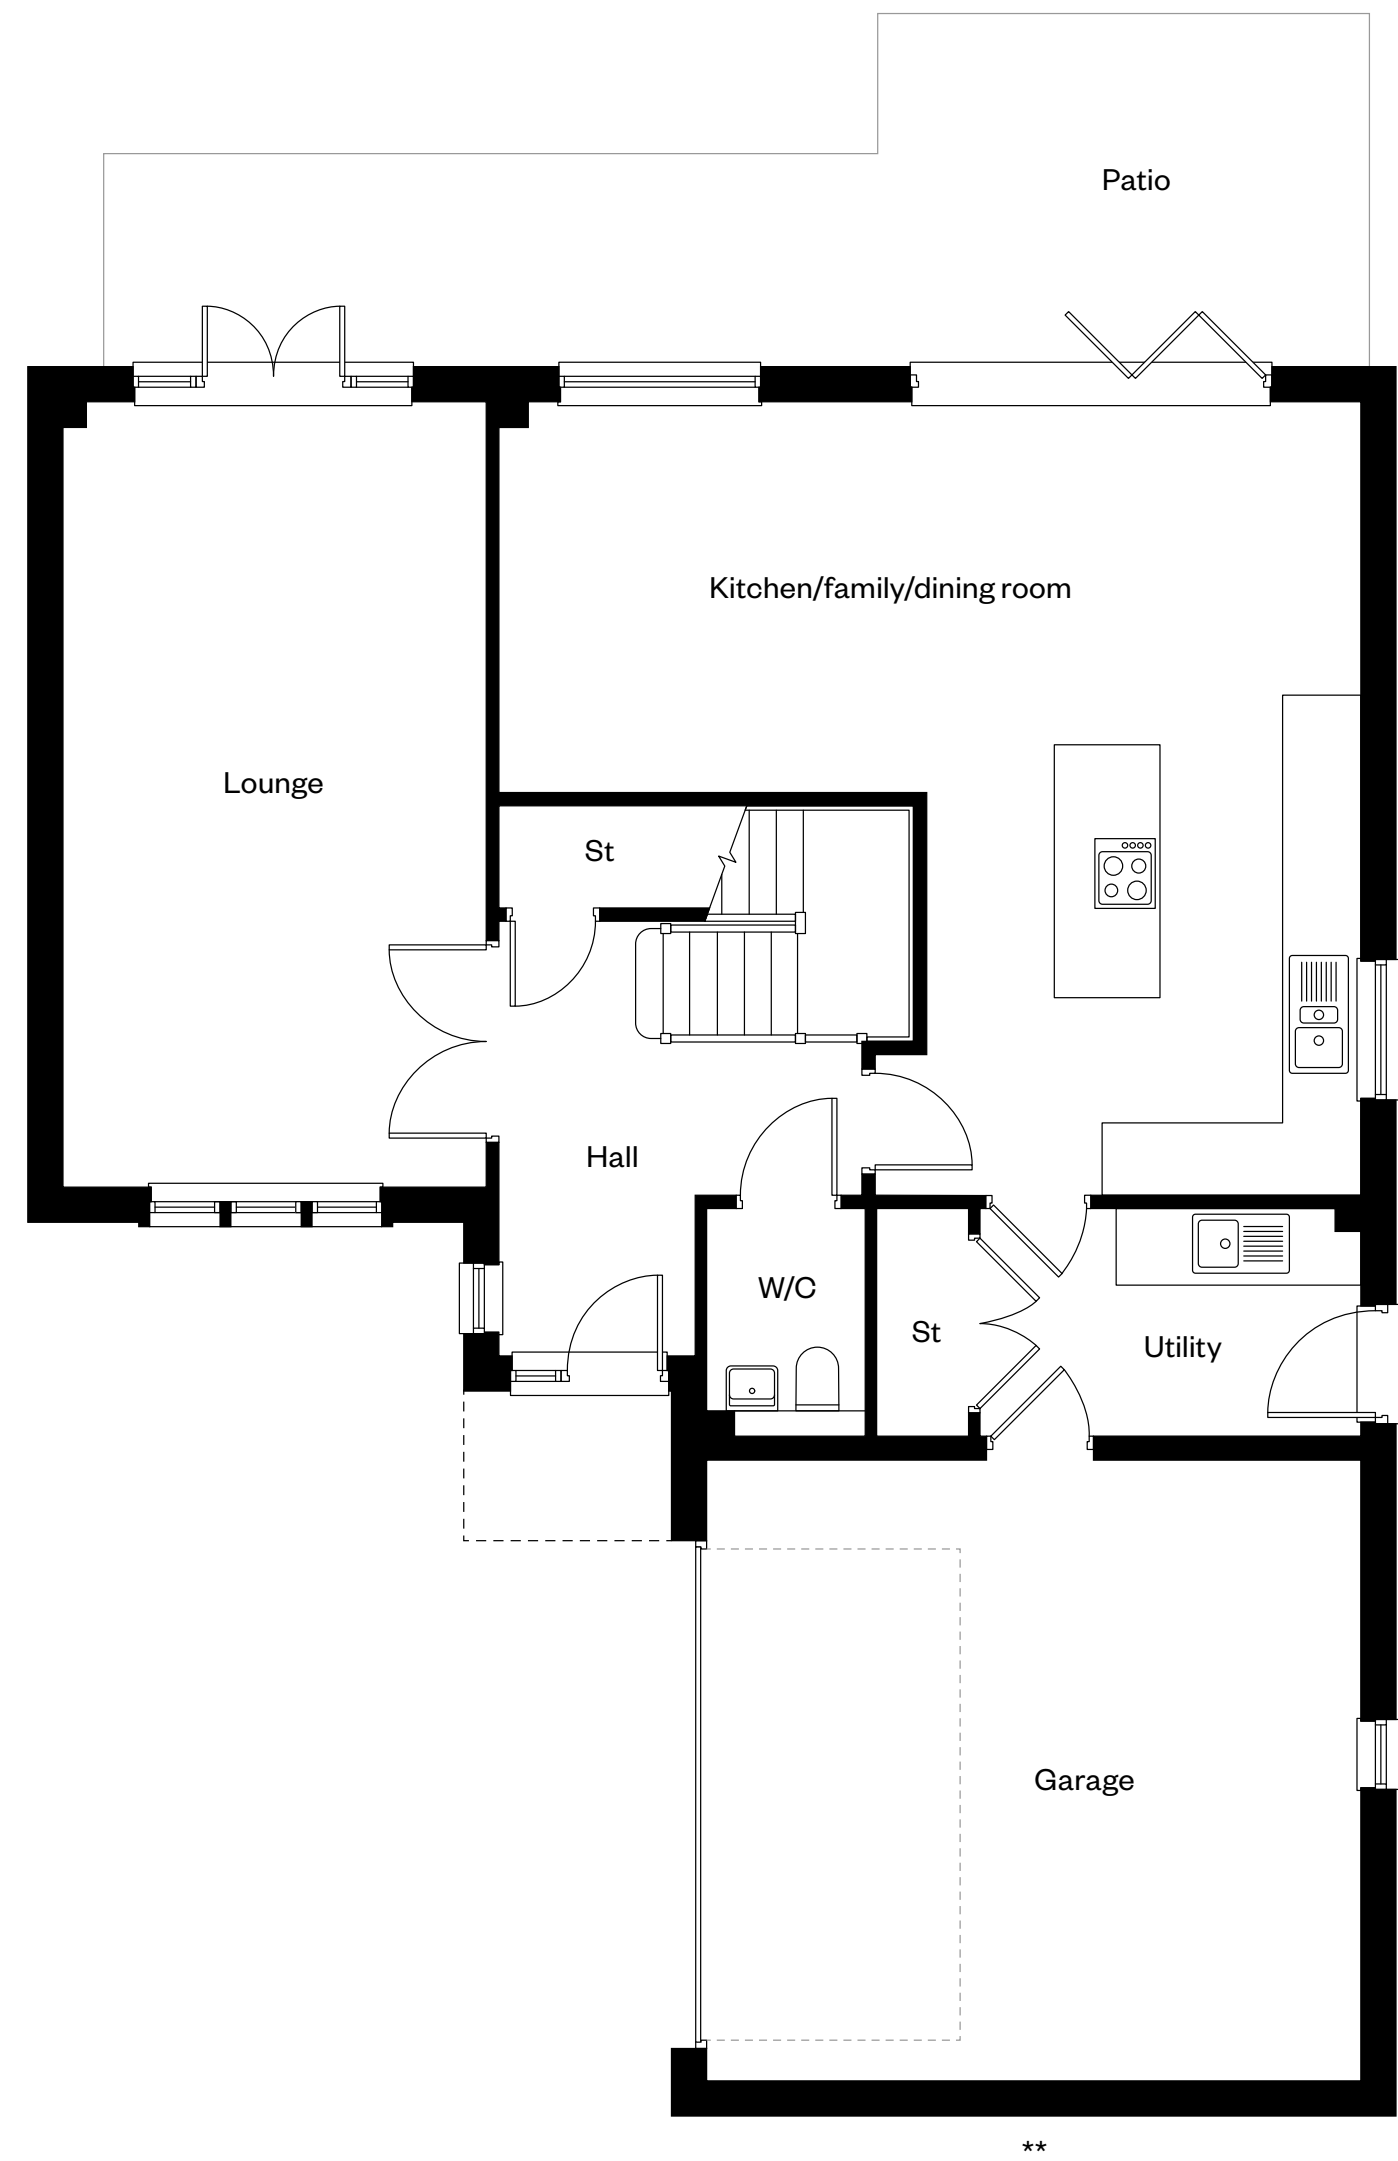 Patio
Kitchen/family/dining room
Lounge
St
Hall
W/C
St
Utility
Garage
**